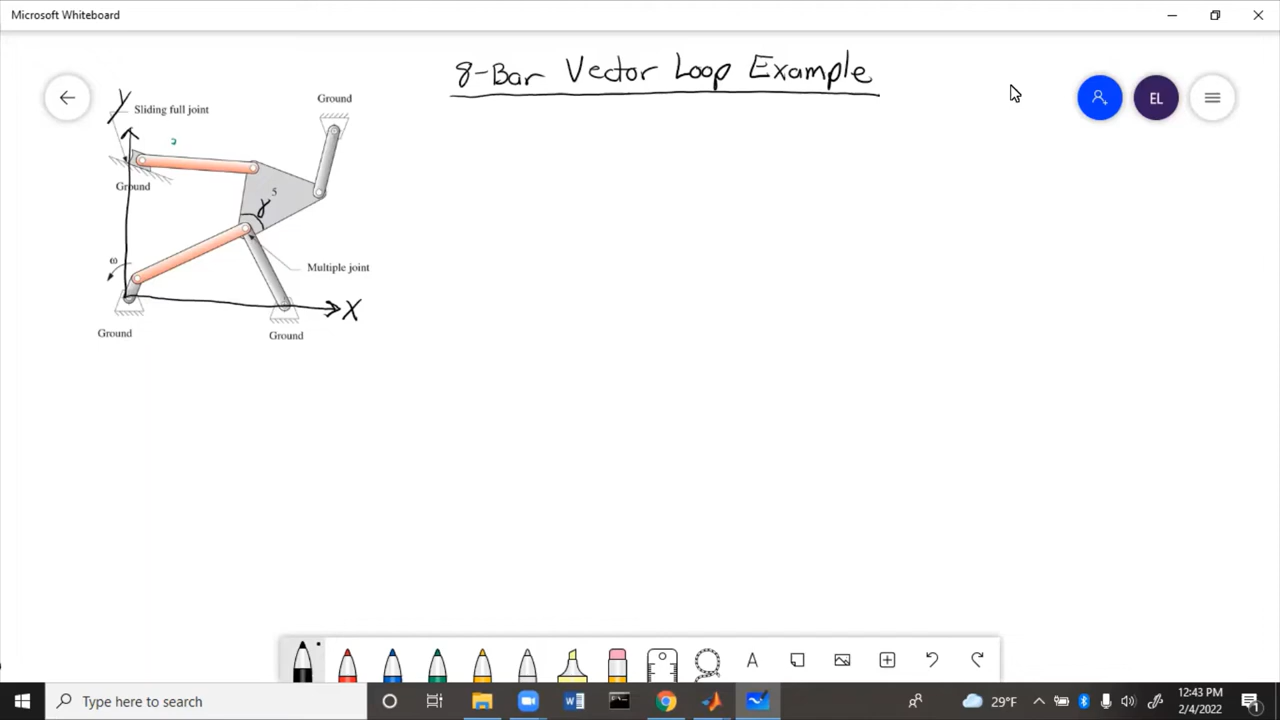 Microsoft Whiteboard
8-Bar Vector Loop Example
Y
Sliding full joint
Ground
EL
Ground
5
γ
ω
Multiple joint
X
Ground
Ground
A
Type here to search
29°F
12:43 PM
2/4/2022
1